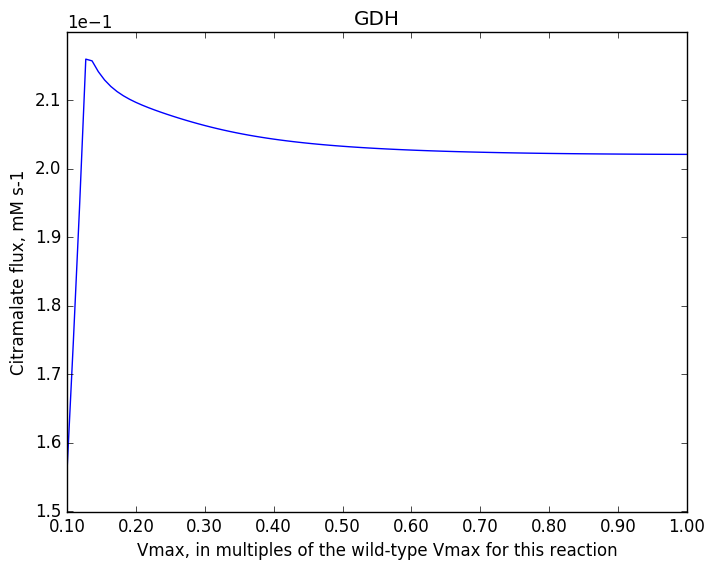 GDH
1e−1
2.1
2.0
1.9
1.8
1.7
1.6
1.5
Citramalate flux, mM s-1
0.10 0.20 0.30 0.40 0.50 0.60 0.70 0.80 0.90 1.00
Vmax, in multiples of the wild-type Vmax for this reaction